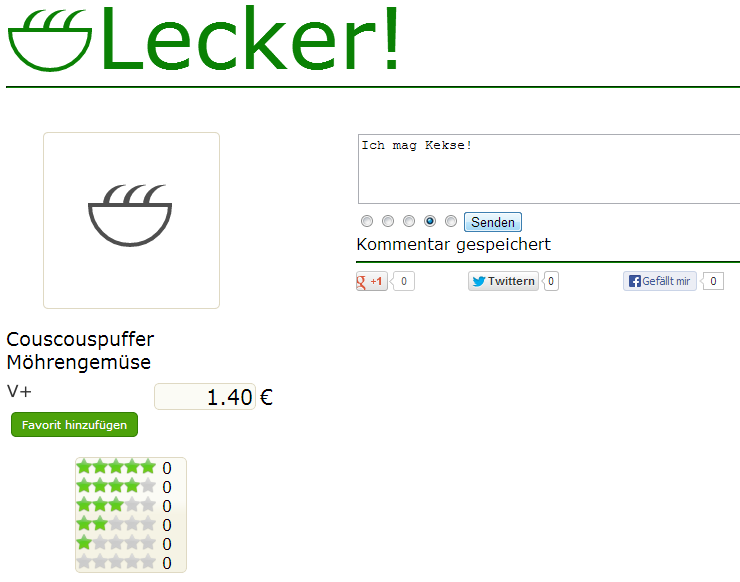 Lecker!
Ich mag Kekse!
Senden
Kommentar gespeichert
+1 0 Twittern 0 Gefällt mir 0
Couscouspuffer
Möhrengemüse
V+
1.40 €
Favorit hinzufügen
0
0
0
0
0
0